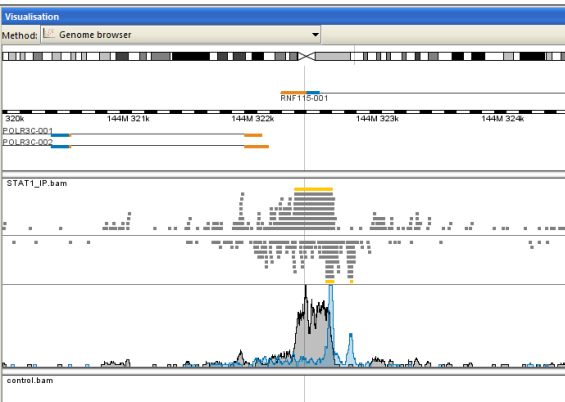 Visualisation
Method: Genome browser
RNF115-001
320k 144M 321k 144M 322k 144M 323k 144M 324k
POLR3C-001
POLR3C-002
STAT1_IP.bam
control.bam